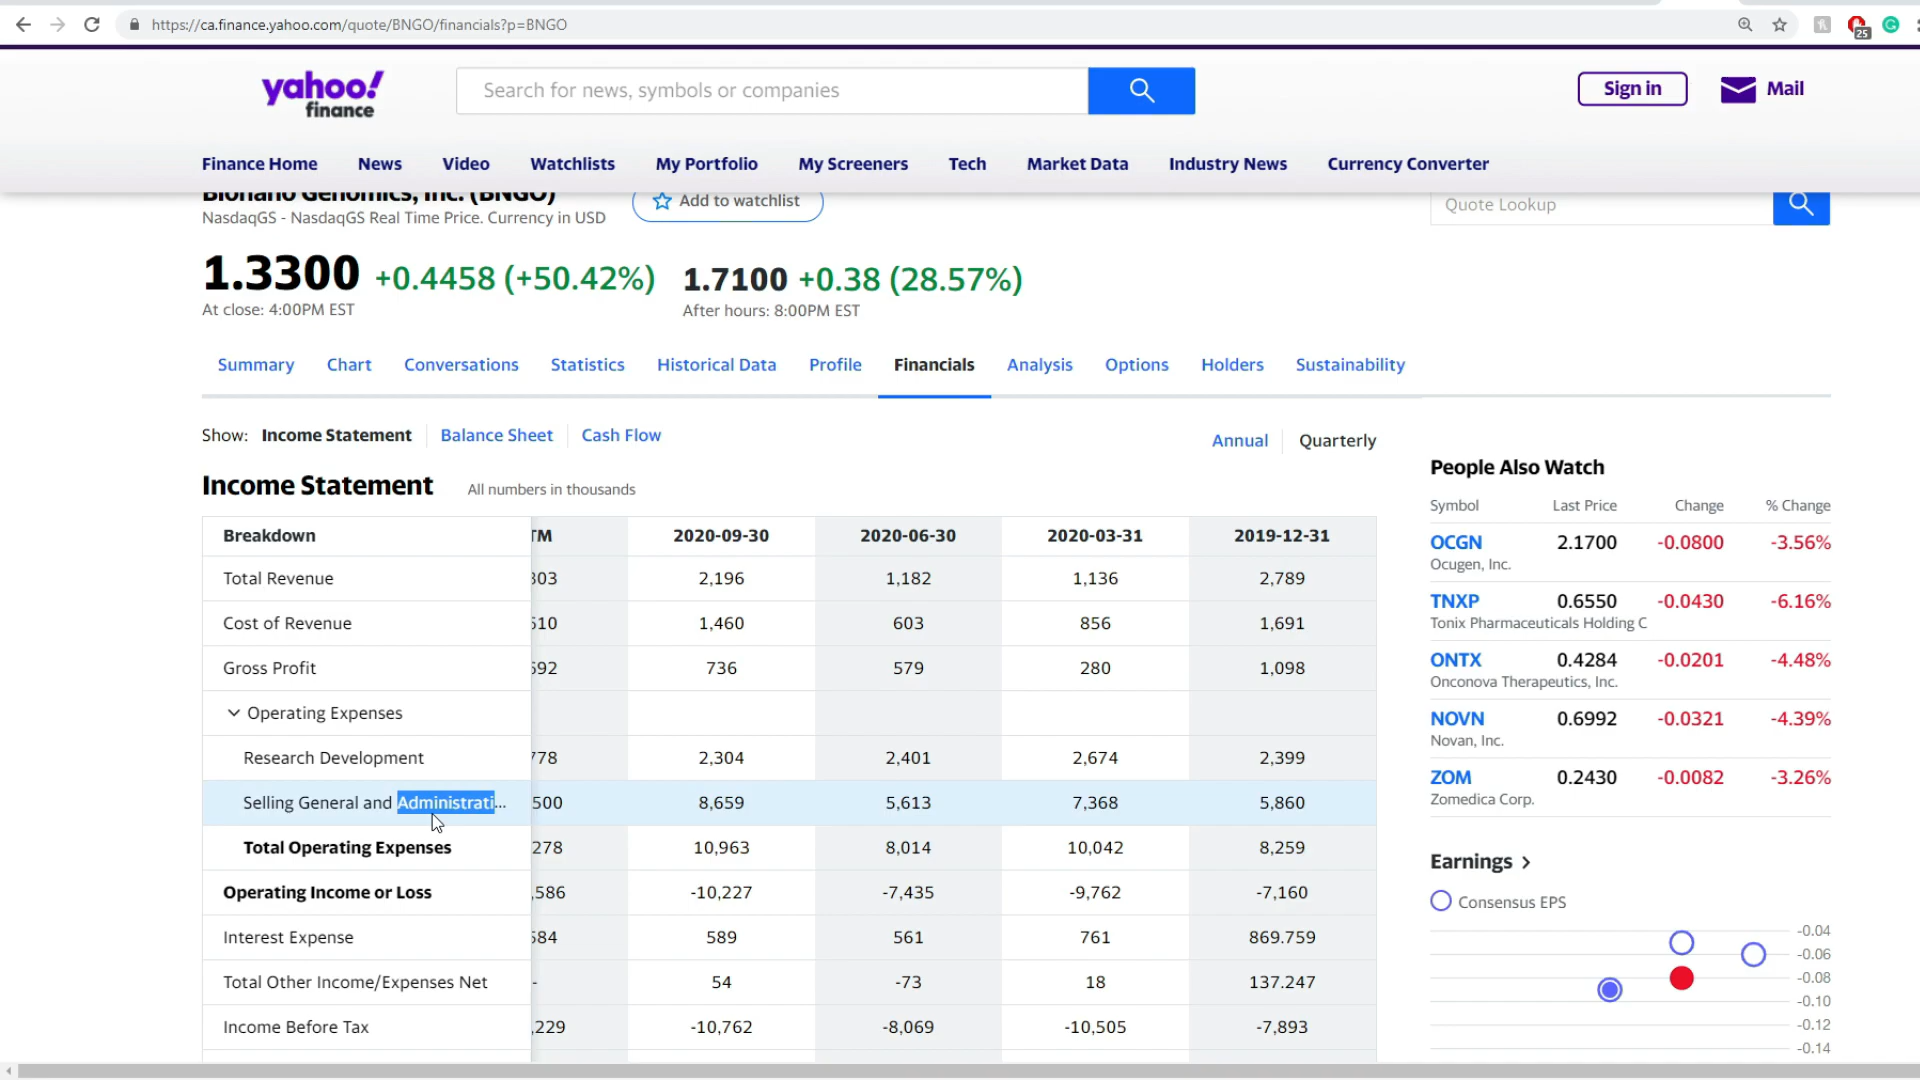 https://ca.finance.yahoo.com/quote/BNGO/financials?p=BNGO
25
yahoo!
finance
Search for news, symbols or companies
Sign in
Mail
Finance Home News Video Watchlists My Portfolio My Screeners Tech Market Data Industry News Currency Converter
Bionano Genomics, Inc. (BNGO)
Add to watchlist
Quote Lookup
NasdaqGS - NasdaqGS Real Time Price. Currency in USD
1.3300 +0.4458 (+50.42%) 1.7100 +0.38 (28.57%)
At close: 4:00PM EST After hours: 8:00PM EST
Summary Chart Conversations Statistics Historical Data Profile Financials Analysis Options Holders Sustainability
Show: Income Statement Balance Sheet Cash Flow
Annual Quarterly
Income Statement All numbers in thousands
Breakdown TM 2020-09-30 2020-06-30 2020-03-31 2019-12-31
Total Revenue 303 2,196 1,182 1,136 2,789
Cost of Revenue 610 1,460 603 856 1,691
Gross Profit 692 736 579 280 1,098
Operating Expenses
Research Development 778 2,304 2,401 2,674 2,399
Selling General and Administrati... 500 8,659 5,613 7,368 5,860
Total Operating Expenses 278 10,963 8,014 10,042 8,259
Operating Income or Loss ,586 -10,227 -7,435 -9,762 -7,160
Interest Expense 584 589 561 761 869.759
Total Other Income/Expenses Net - 54 -73 18 137.247
Income Before Tax ,229 -10,762 -8,069 -10,505 -7,893
People Also Watch
Symbol Last Price Change % Change
OCGN 2.1700 -0.0800 -3.56%
Ocugen, Inc.
TNXP 0.6550 -0.0430 -6.16%
Tonix Pharmaceuticals Holding C
ONTX 0.4284 -0.0201 -4.48%
Onconova Therapeutics, Inc.
NOVN 0.6992 -0.0321 -4.39%
Novan, Inc.
ZOM 0.2430 -0.0082 -3.26%
Zomedica Corp.
Earnings
Consensus EPS
-0.04
-0.06
-0.08
-0.10
-0.12
-0.14